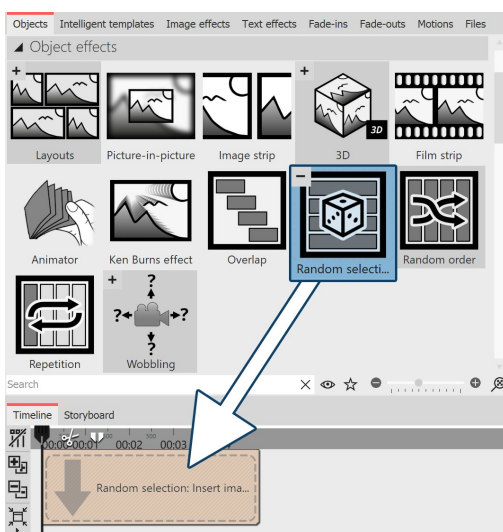 Objects Intelligent templates Image effects Text effects Fade-ins Fade-outs Motions Files
Object effects
Layouts Picture-in-picture Image strip 3D 3D Film strip
Animator Ken Burns effect Overlap Random selecti... Random order
Repetition Wobbling
Search
Timeline Storyboard
00:02 500 00:03
Random selection: Insert ima...